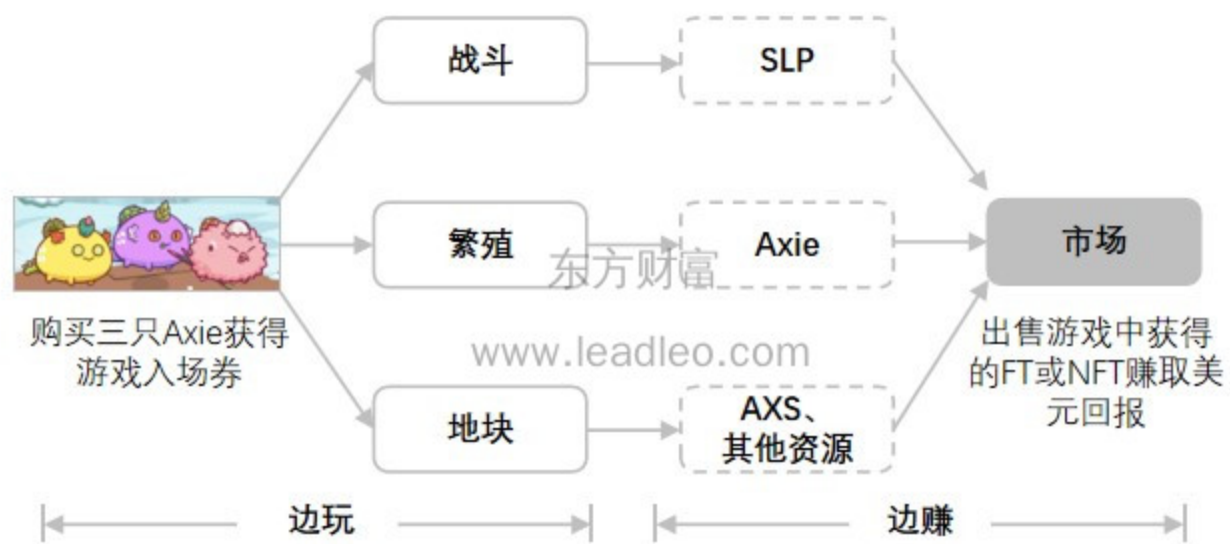 战斗
SLP
购买三只Axie获得
游戏入场券
繁殖
Axie
市场
出售游戏中获得
的FT或NFT赚取美
元回报
东方财富
www.leadleo.com
地块
AXS、
其他资源
边玩
边赚